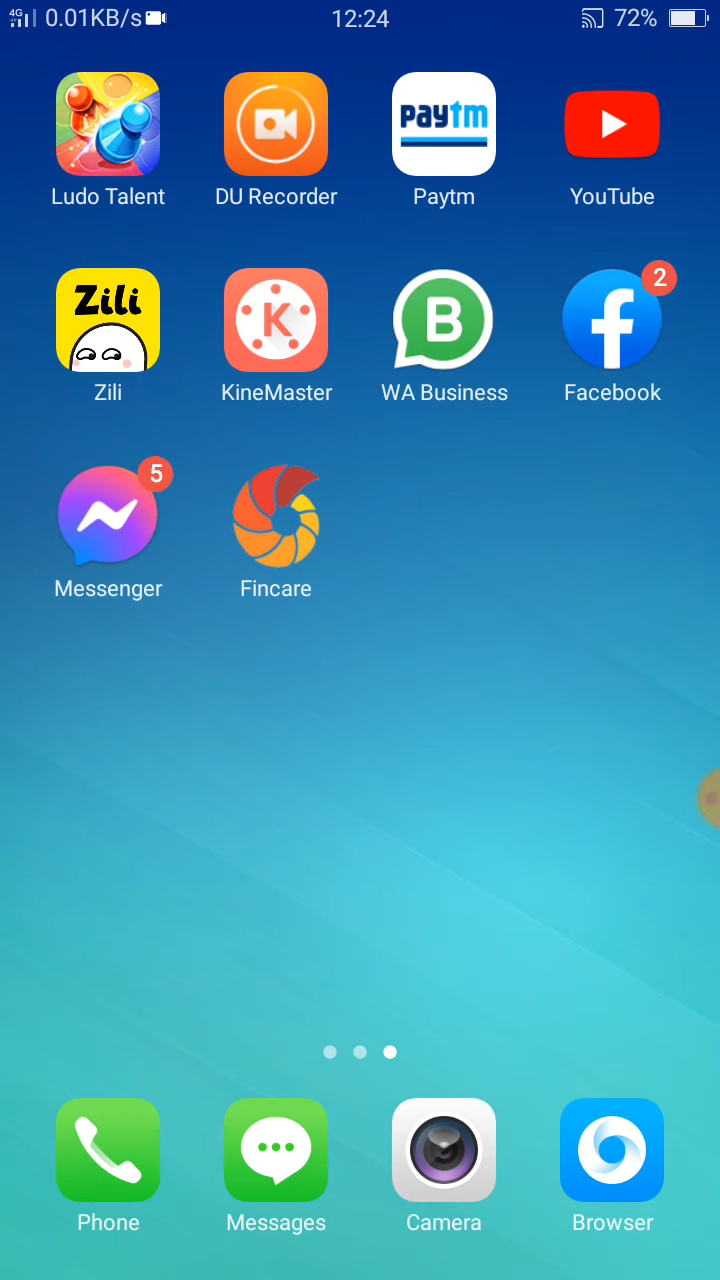 4G 0.01KB/s 12:24 72%
Ludo Talent DU Recorder Paytm YouTube
paytm
Zili
K
B
2
Zili KineMaster WA Business Facebook
5
Messenger Fincare
Phone Messages Camera Browser